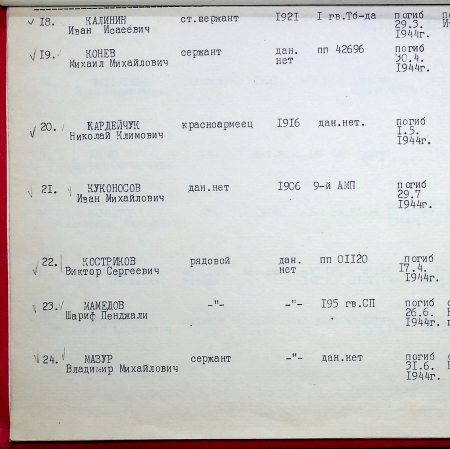 18. КАЛИНИН ст.сержант 1921 I гв.Тб-да погиб
Иван Исаевич 29.3.
1944г.
19. КОНЕВ сержант дан. пп 42696 погиб
Михаил Михайлович нет 30.4.
1944г.
20. КАРДЕЙЧУК красноармеец 1916 дан.нет. погиб
Николай Климович 1.5.
1944г.
21. КУКОНОСОВ дан.нет 1906 9-й АМП погиб
Иван Михайлович 29.7
1944г.
22. КОСТРИКОВ рядовой дан. пп 01120 погиб
Виктор Сергеевич нет 17.4.
1944г.
23. МАМЕДОВ -"- -"- 195 гв.СП погиб
Шариф Пенджали 26.6.
1944г.
24. МАЗУР сержант -"- дан.нет погиб
Владимир Михайлович 31.6.
1944г.